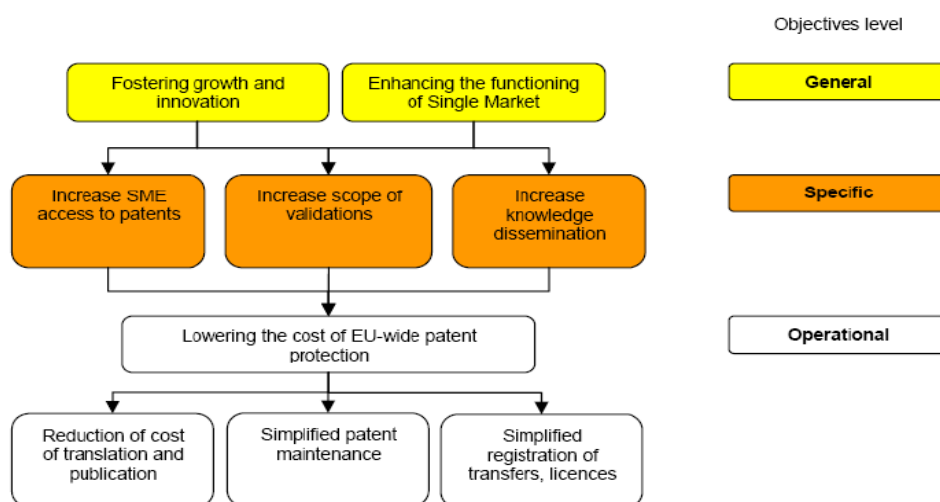 Objectives level
Fostering growth and
innovation
Enhancing the functioning
of Single Market
General
Increase SME
access to patents
Increase scope of
validations
Increase
knowledge
dissemination
Specific
Lowering the cost of EU-wide patent
protection
Operational
Reduction of cost
of translation and
publication
Simplified patent
maintenance
Simplified
registration of
transfers, licences